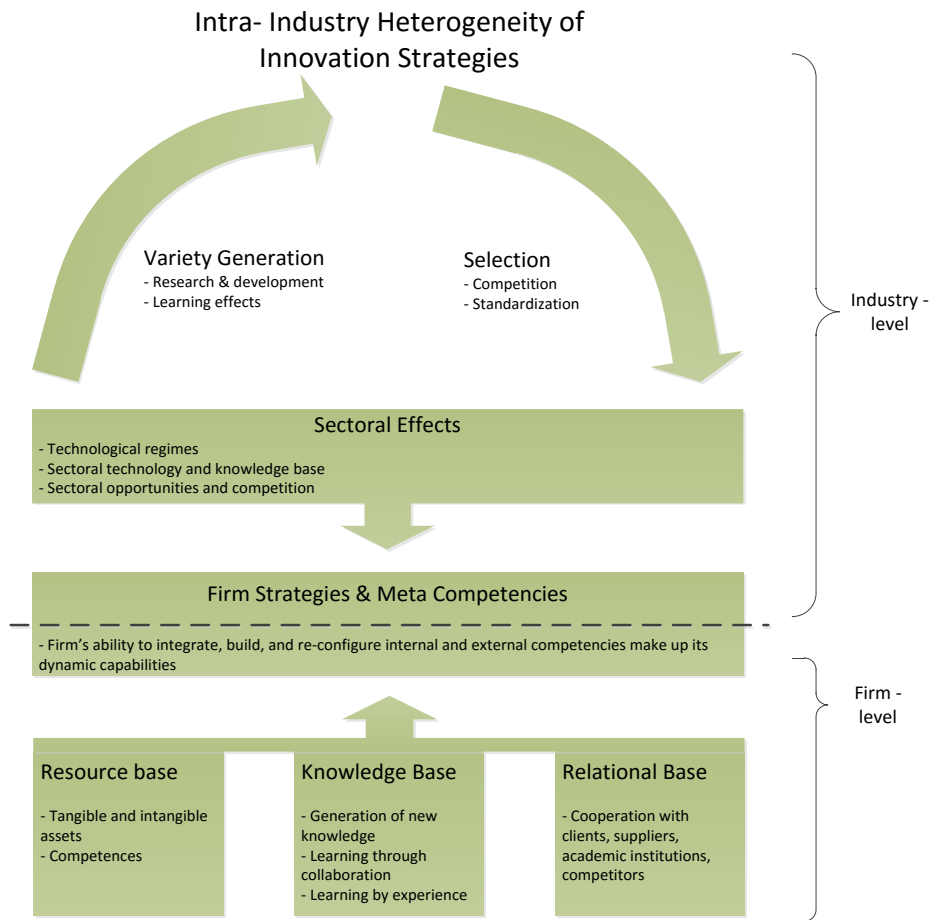 Intra- Industry Heterogeneity of
Innovation Strategies
Variety Generation
- Research & development
- Learning effects
Selection
- Competition
- Standardization
Industry -
level
Sectoral Effects
- Technological regimes
- Sectoral technology and knowledge base
- Sectoral opportunities and competition
Firm Strategies & Meta Competencies
- Firm's ability to integrate, build, and re-configure internal and external competencies make up its
dynamic capabilities
Firm -
level
Resource base
- Tangible and intangible
assets
- Competences
Knowledge Base
- Generation of new
knowledge
- Learning through
collaboration
- Learning by experience
Relational Base
- Cooperation with
clients, suppliers,
academic institutions,
competitors